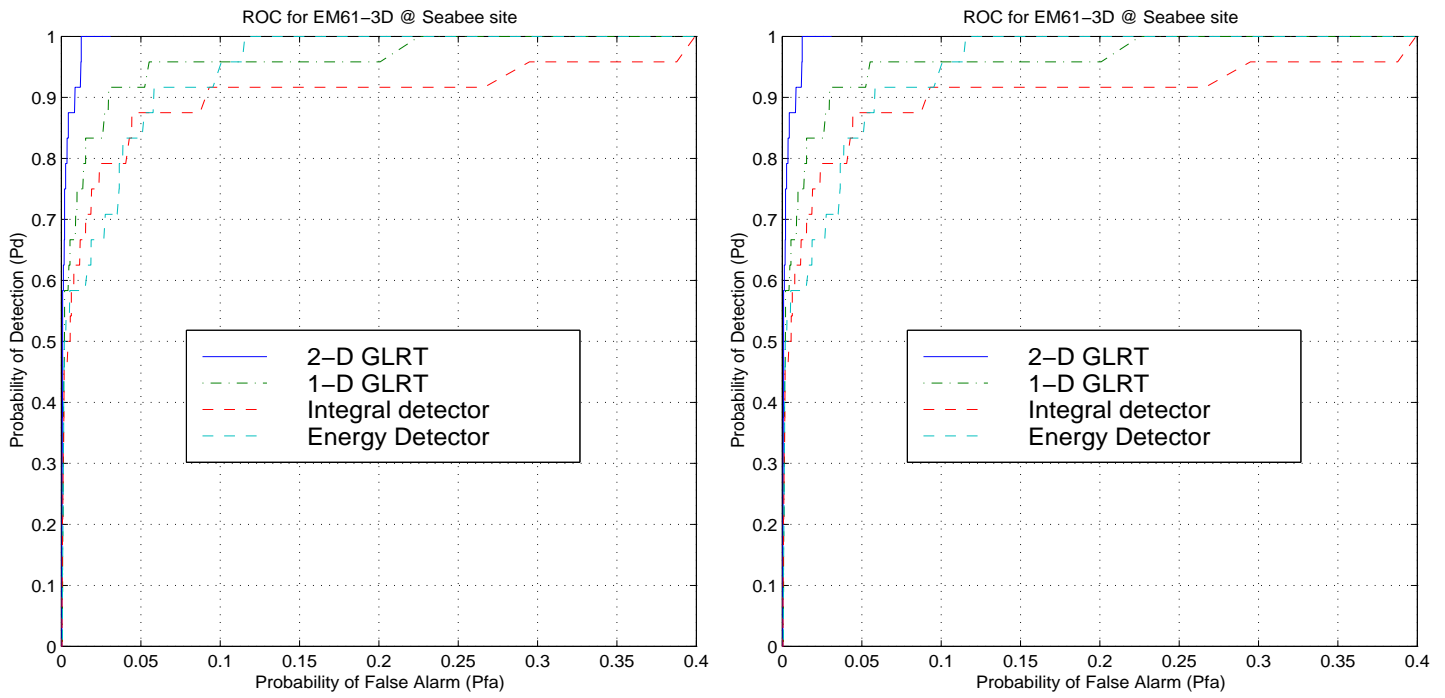 ROC for EM61−3D @ Seabee site
1
0.9
0.8
0.7
0.6
0.5
0.4
0.3
0.2
0.1
0
Probability of Detection (Pd)
2−D GLRT
1−D GLRT
Integral detector
Energy Detector
0 0.05 0.1 0.15 0.2 0.25 0.3 0.35 0.4
Probability of False Alarm (Pfa)
ROC for EM61−3D @ Seabee site
1
0.9
0.8
0.7
0.6
0.5
0.4
0.3
0.2
0.1
0
Probability of Detection (Pd)
2−D GLRT
1−D GLRT
Integral detector
Energy Detector
0 0.05 0.1 0.15 0.2 0.25 0.3 0.35 0.4
Probability of False Alarm (Pfa)